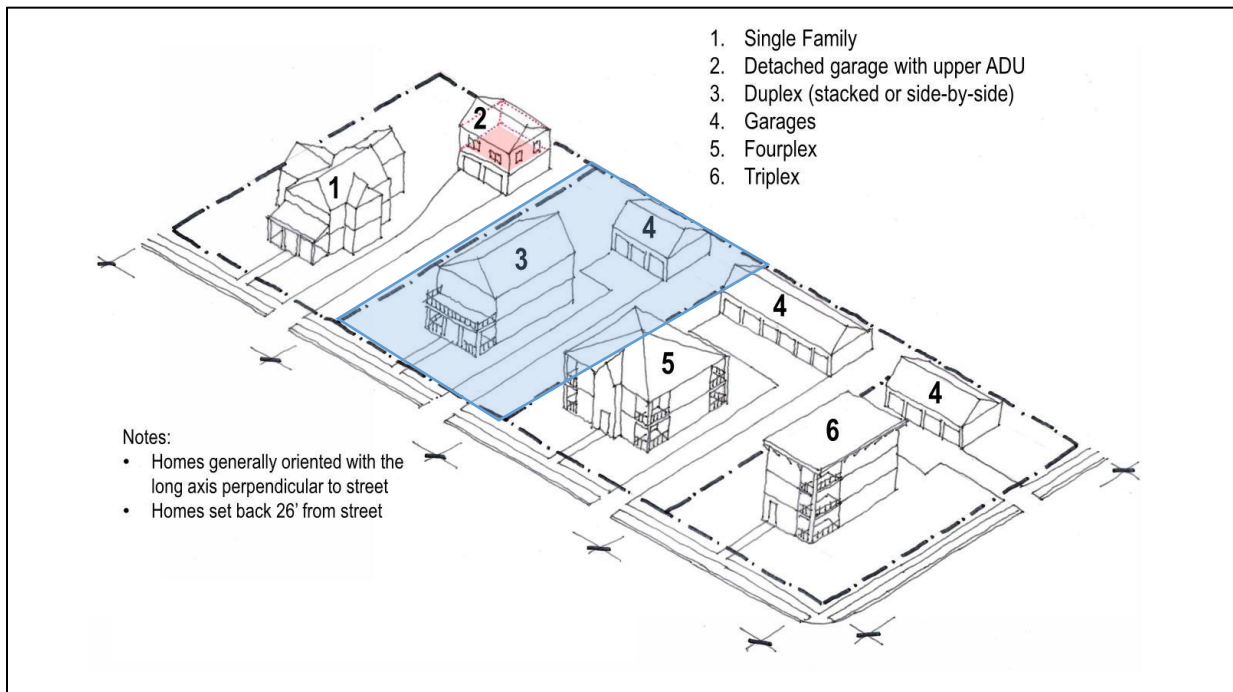 1. Single Family
2. Detached garage with upper ADU
3. Duplex (stacked or side-by-side)
4. Garages
5. Fourplex
6. Triplex
2
1
4
3
4
5
4
6
Notes:
• Homes generally oriented with the
long axis perpendicular to street
• Homes set back 26’ from street